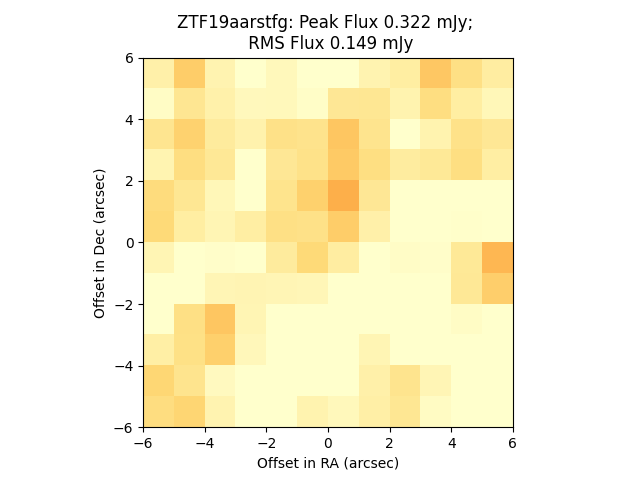 ZTF19aarstfg: Peak Flux 0.322 mJy;
RMS Flux 0.149 mJy
6
4
2
0
−2
−4
−6
Offset in Dec (arcsec)
−6 −4 −2 0 2 4 6
Offset in RA (arcsec)